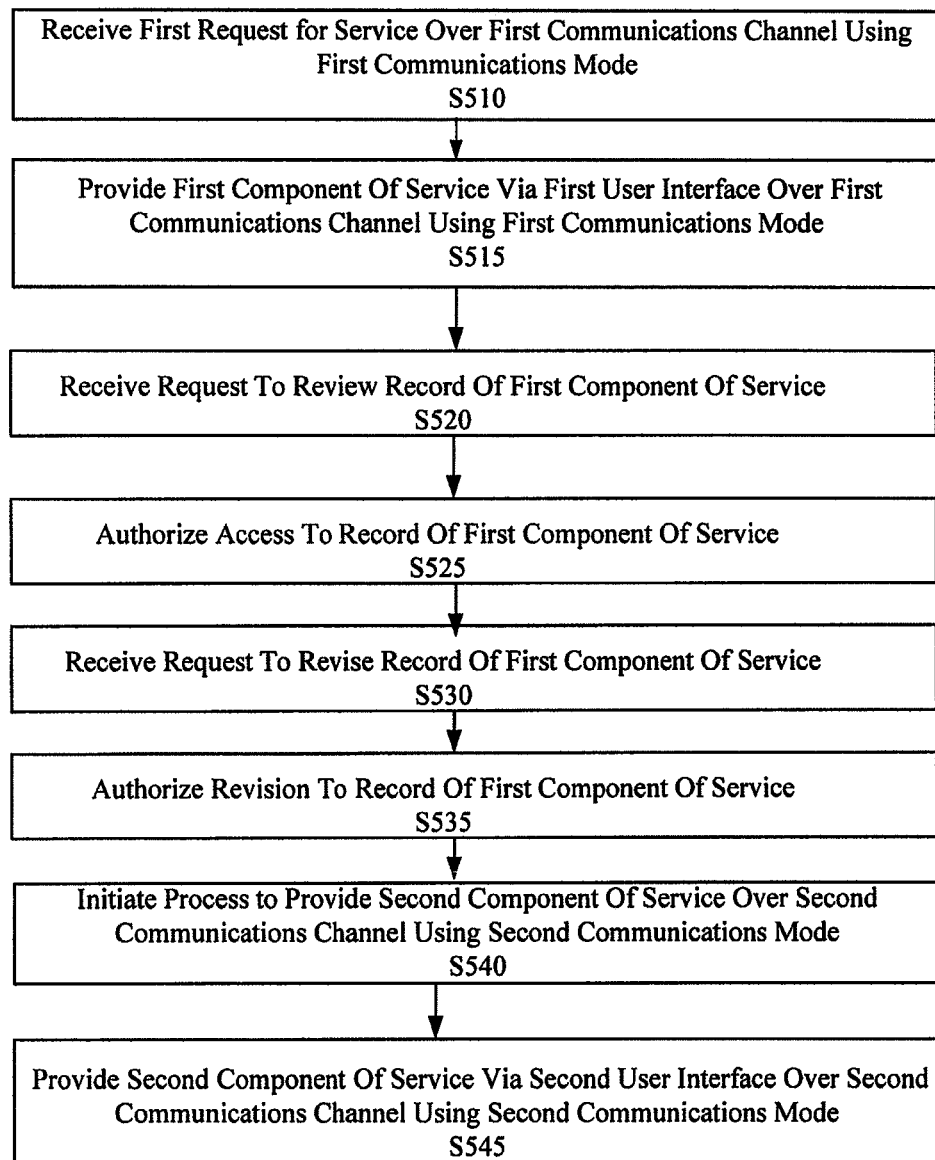 Receive First Request for Service Over First Communications Channel Using
First Communications Mode
S510
Provide First Component Of Service Via First User Interface Over First
Communications Channel Using First Communications Mode
S515
Receive Request To Review Record Of First Component Of Service
S520
Authorize Access To Record Of First Component Of Service
S525
Receive Request To Revise Record Of First Component Of Service
S530
Authorize Revision To Record Of First Component Of Service
S535
Initiate Process to Provide Second Component Of Service Over Second
Communications Channel Using Second Communications Mode
S540
Provide Second Component Of Service Via Second User Interface Over Second
Communications Channel Using Second Communications Mode
S545